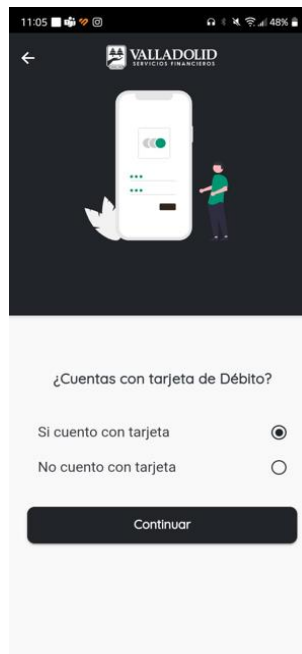 11:05
48%
VALLADOLID
SERVICIOS FINANCIEROS
¿Cuentas con tarjeta de Débito?
Si cuento con tarjeta
No cuento con tarjeta
Continuar